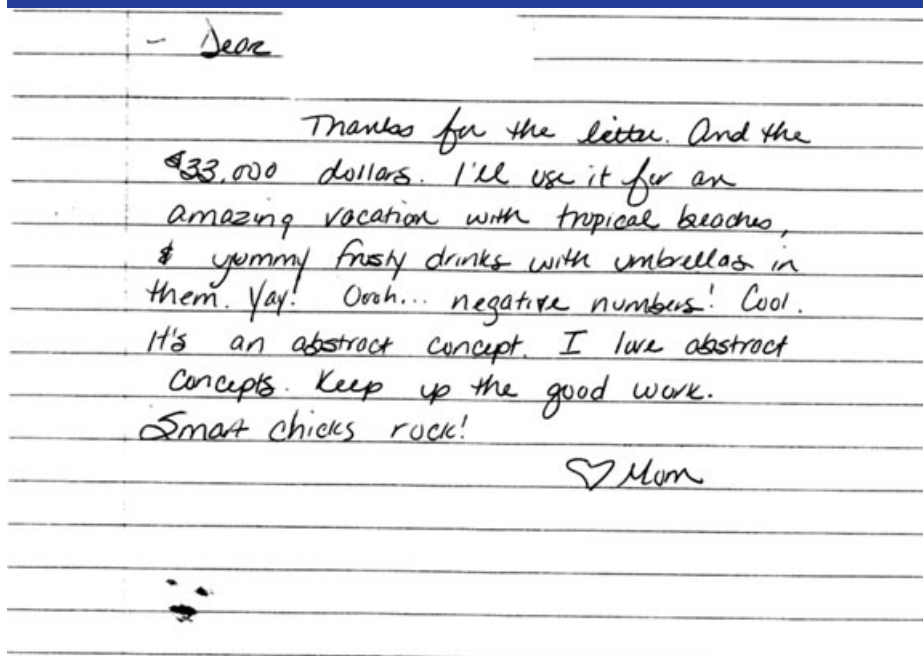 - Dear
Thanks for the letter. And the
$33,000 dollars. I'll use it for an
amazing vacation with tropical beaches,
& yummy frosty drinks with umbrellas in
them. Yay! Oooh... negative numbers! Cool.
It's an abstract concept. I love abstract
concepts. Keep up the good work.
Smart chicks rock!
♡ Mom